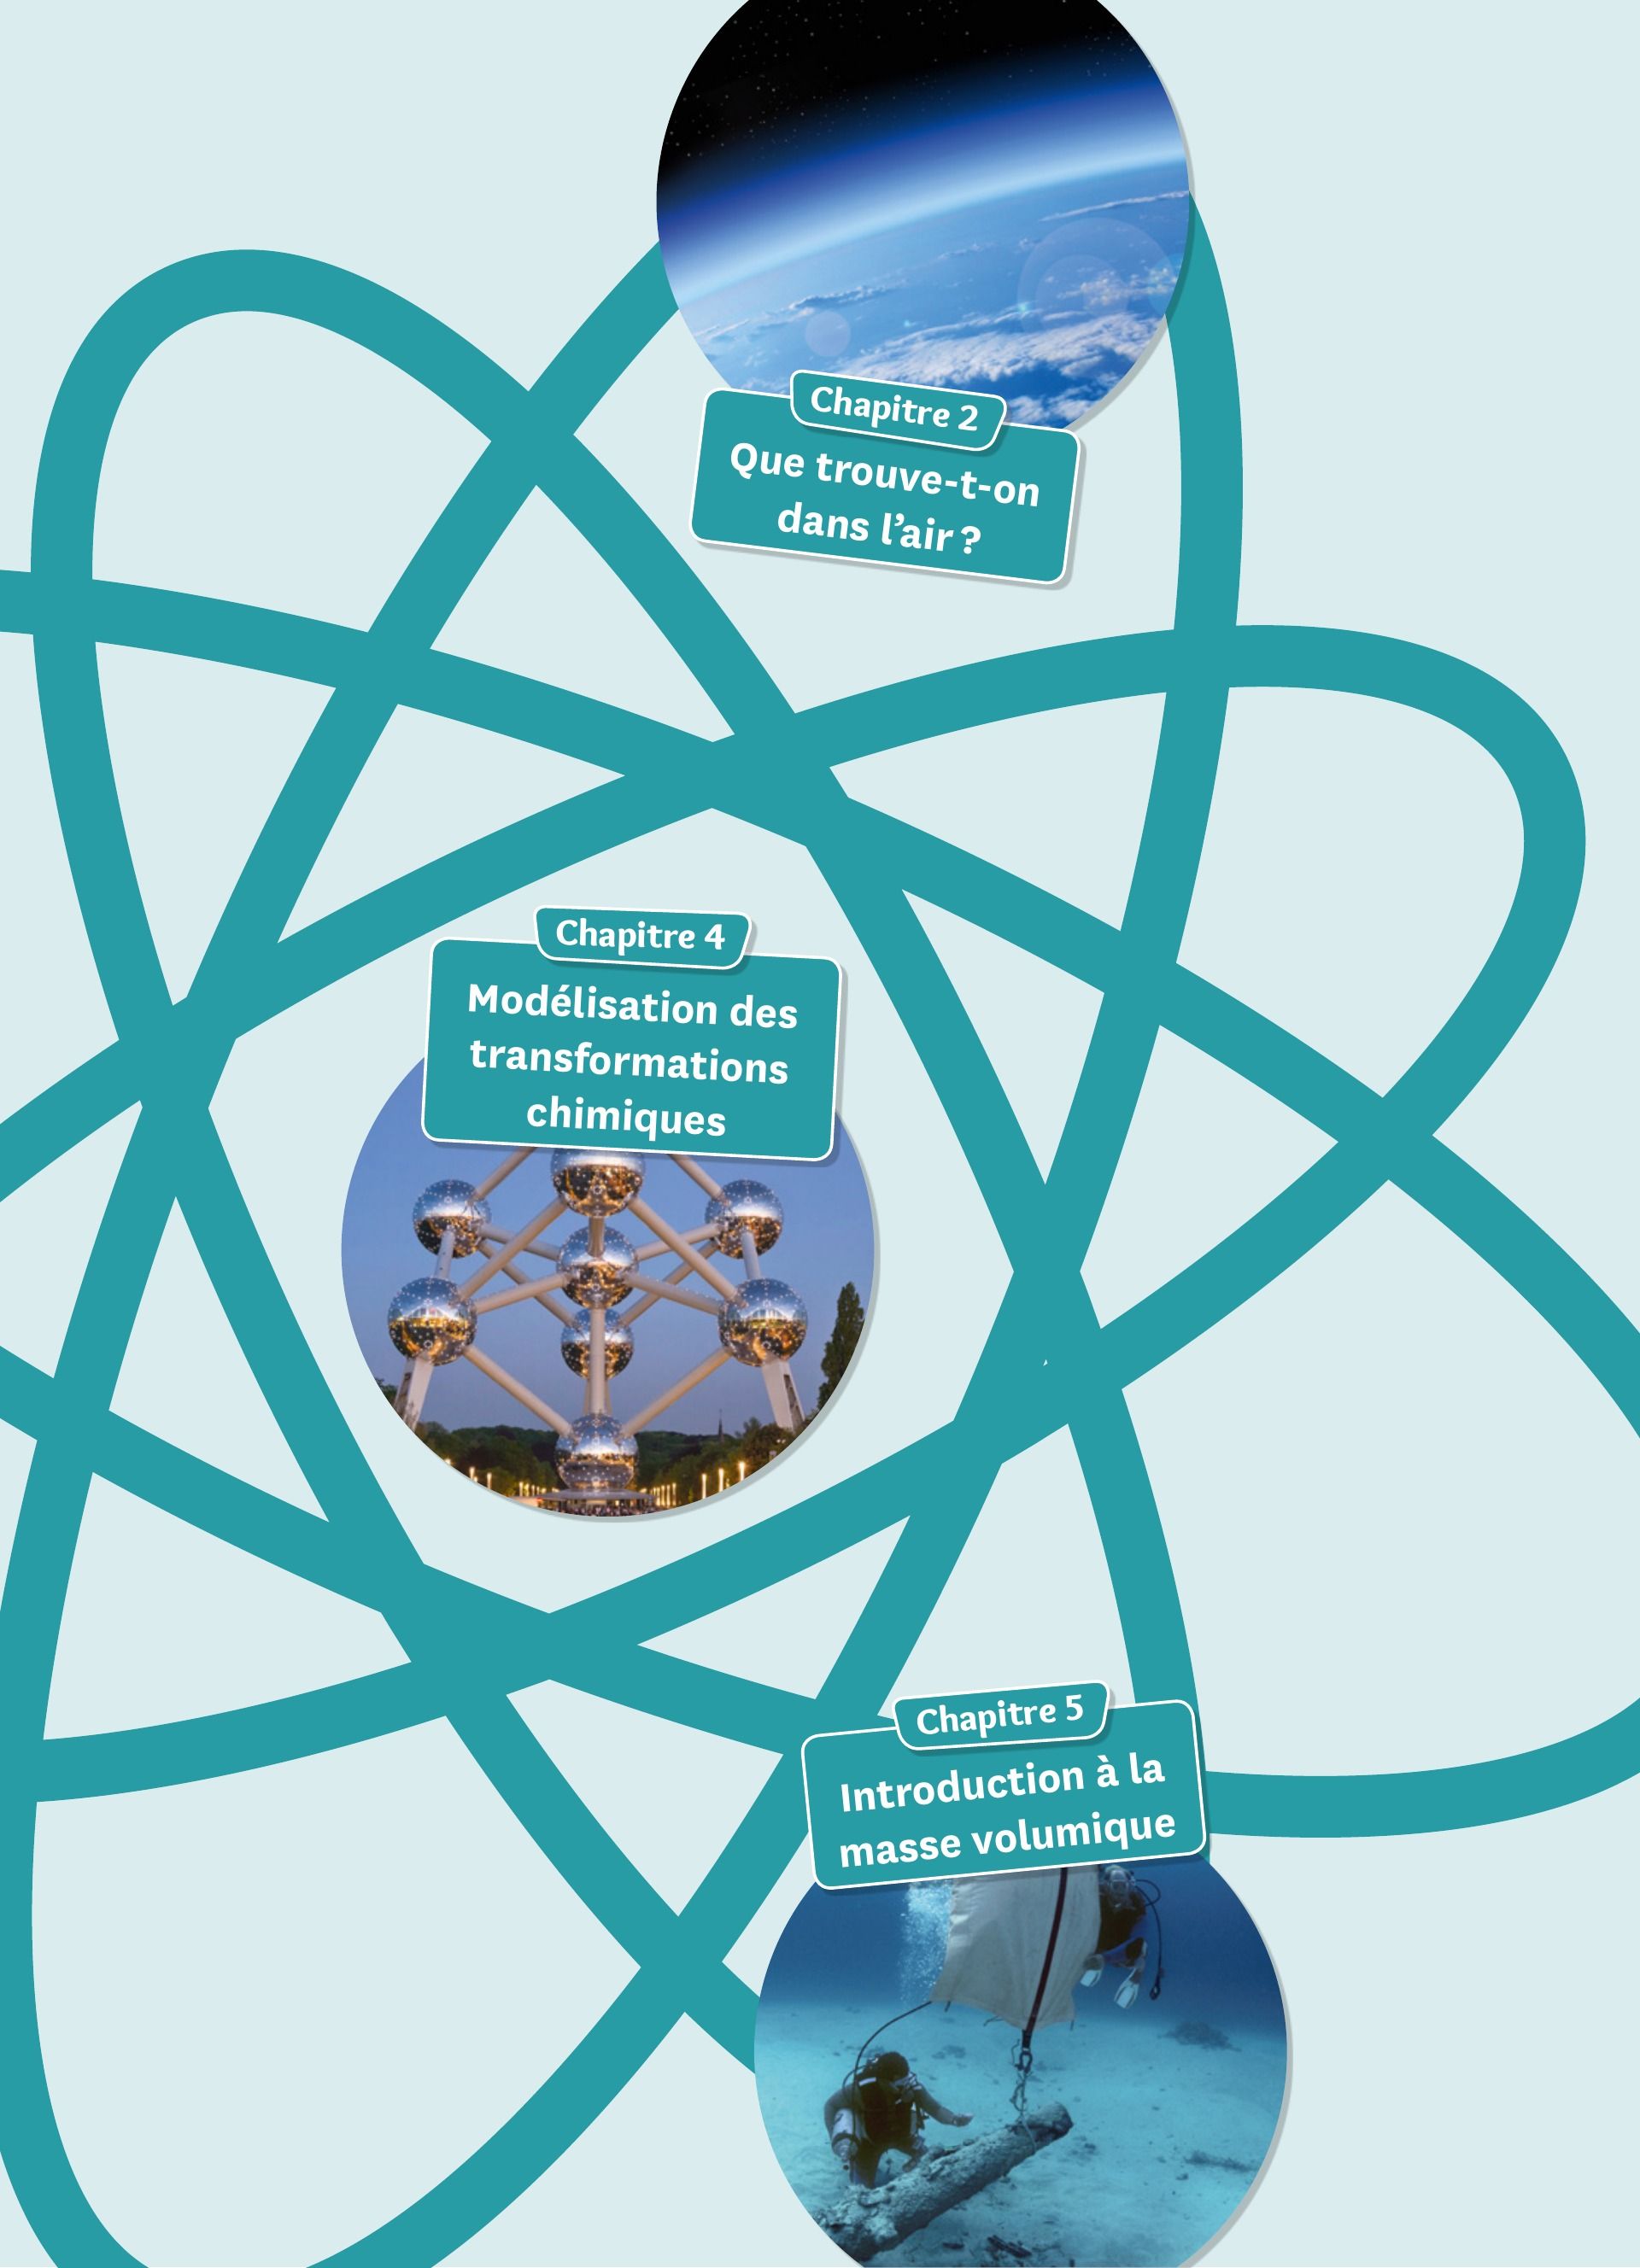 Chapitre 2
Que trouve-t-on
dans l’air ?
Chapitre 4
Modélisation des
transformations
chimiques
Chapitre 5
Introduction à la
masse volumique